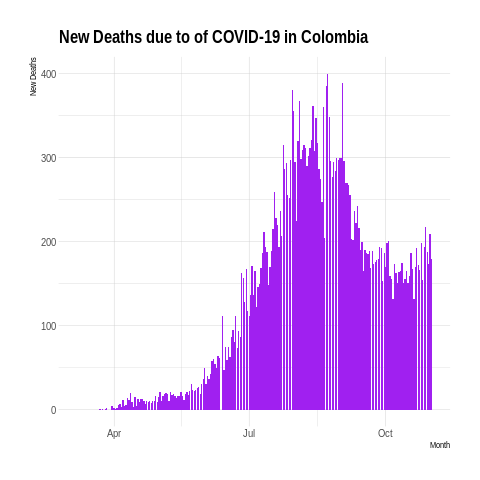 New Deaths due to of COVID-19 in Colombia
New Deaths
400
300
200
100
0
Apr
Jul
Oct
Month